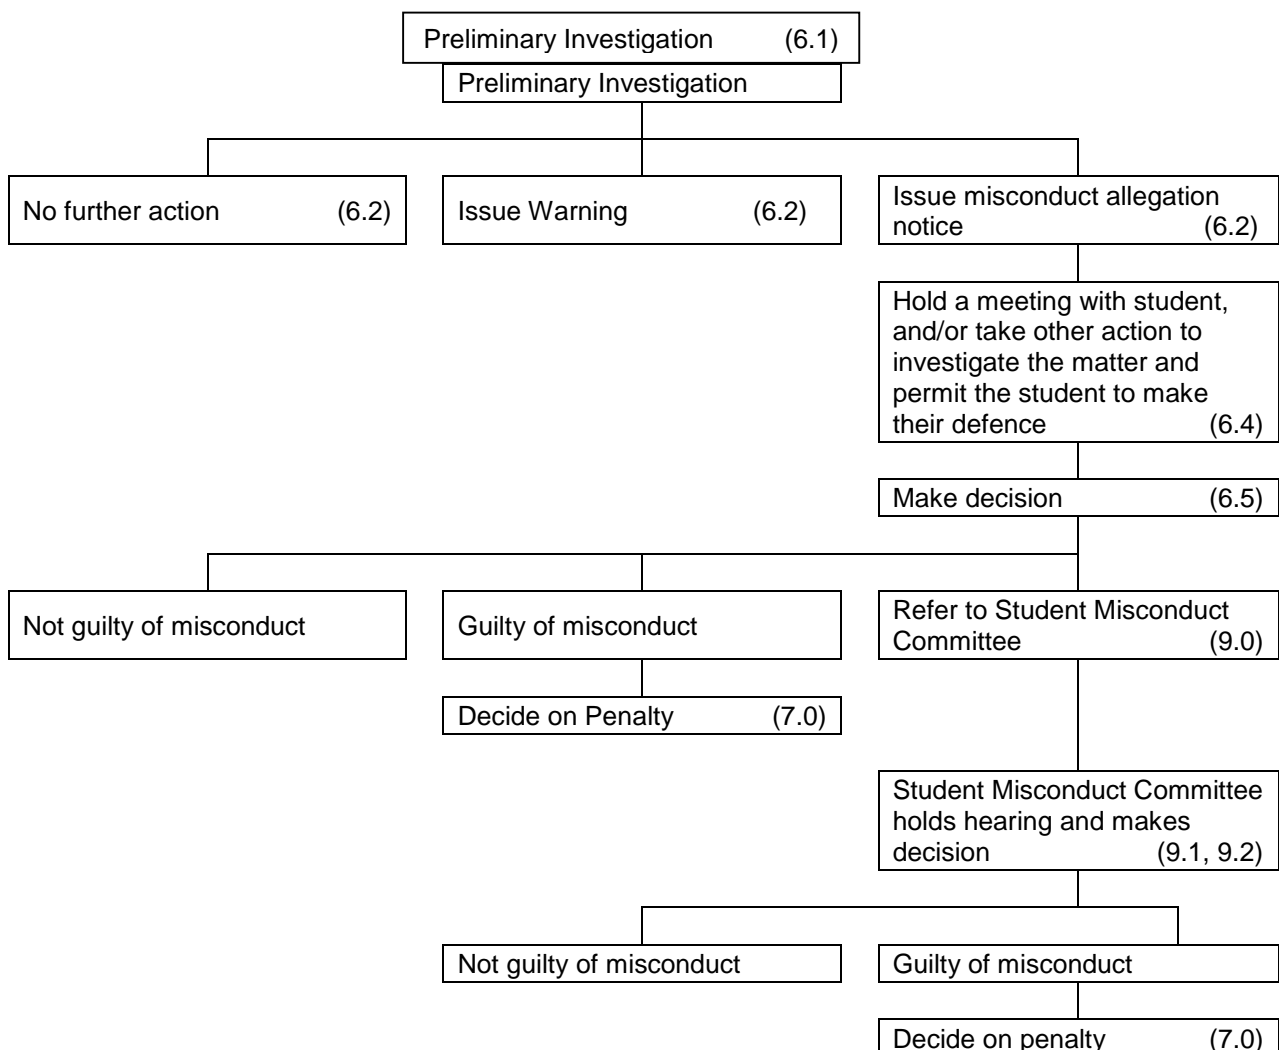 Preliminary Investigation (6.1)
Preliminary Investigation
No further action (6.2)
Issue Warning (6.2)
Issue misconduct allegation
notice (6.2)
Hold a meeting with student,
and/or take other action to
investigate the matter and
permit the student to make
their defence (6.4)
Make decision (6.5)
Not guilty of misconduct
Guilty of misconduct
Refer to Student Misconduct
Committee (9.0)
Decide on Penalty (7.0)
Student Misconduct Committee
holds hearing and makes
decision (9.1, 9.2)
Not guilty of misconduct
Guilty of misconduct
Decide on penalty (7.0)